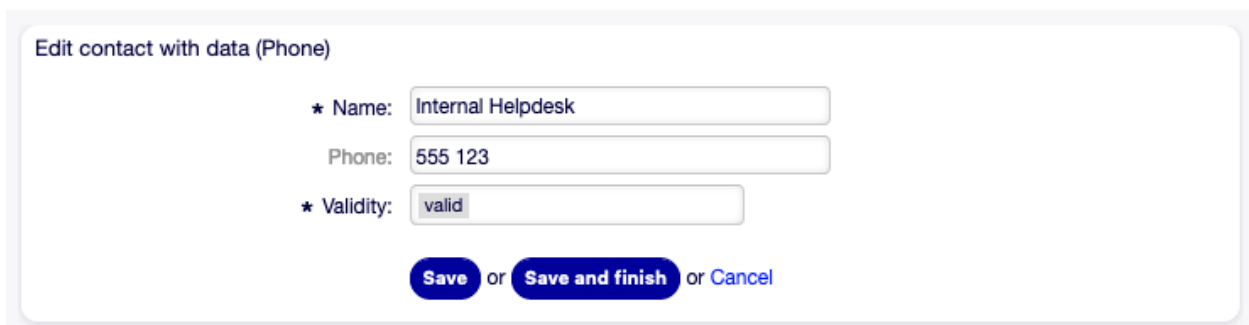 Edit contact with data (Phone)
★ Name: Internal Helpdesk
Phone: 555 123
★ Validity: valid
Save or Save and finish or Cancel